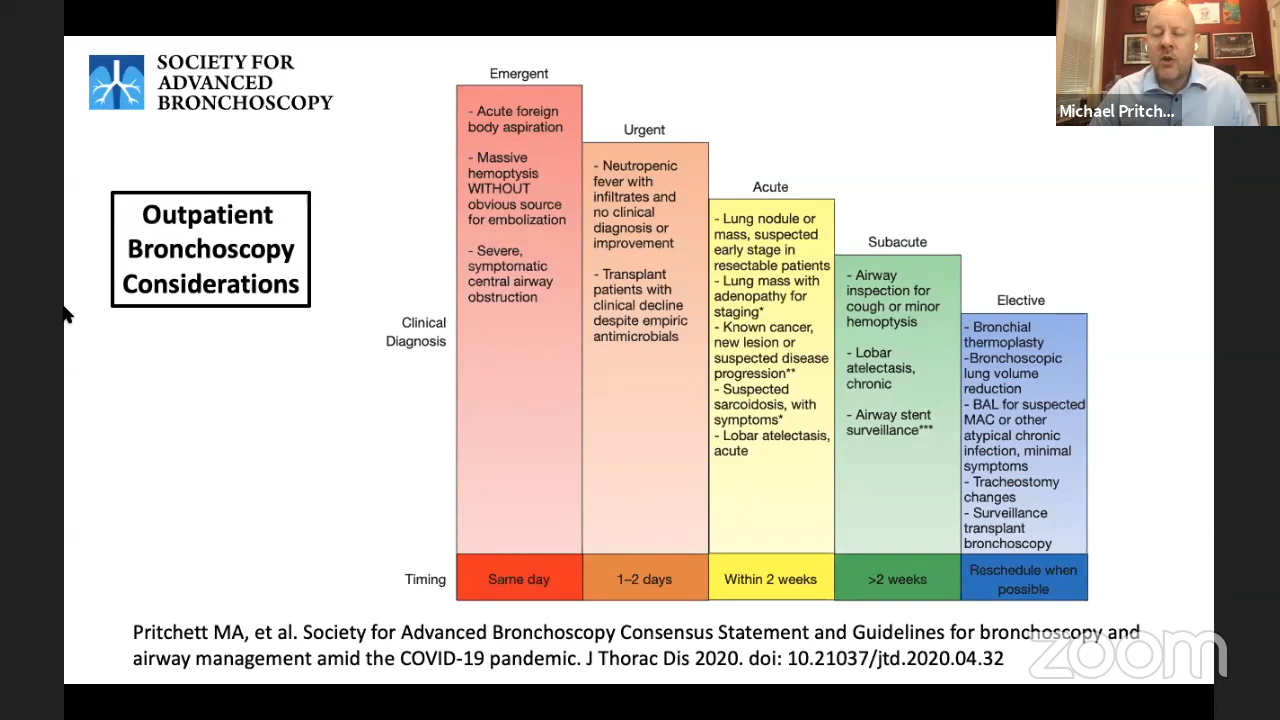 SOCIETY FOR
ADVANCED
BRONCHOSCOPY
Michael Pritch...
Outpatient
Bronchoscopy
Considerations
Clinical
Diagnosis
Emergent
- Acute foreign
body aspiration
- Massive
hemoptysis
WITHOUT
obvious source
for embolization
- Severe,
symptomatic
central airway
obstruction
Urgent
- Neutropenic
fever with
infiltrates and
no clinical
diagnosis or
improvement
- Transplant
patients with
clinical decline
despite empiric
antimicrobials
Acute
- Lung nodule or
mass, suspected
early stage in
resectable patients
- Lung mass with
adenopathy for
staging*
- Known cancer,
new lesion or
suspected disease
progression**
- Suspected
sarcoidosis, with
symptoms*
- Lobar atelectasis,
acute
Subacute
- Airway
inspection for
cough or minor
hemoptysis
- Lobar
atelectasis,
chronic
- Airway stent
surveillance***
Elective
- Bronchial
thermoplasty
-Bronchoscopic
lung volume
reduction
- BAL for suspected
MAC or other
atypical chronic
infection, minimal
symptoms
- Tracheostomy
changes
- Surveillance
transplant
bronchoscopy
Timing
Same day
1–2 days
Within 2 weeks
>2 weeks
Reschedule when
possible
Pritchett MA, et al. Society for Advanced Bronchoscopy Consensus Statement and Guidelines for bronchoscopy and
airway management amid the COVID-19 pandemic. J Thorac Dis 2020. doi: 10.21037/jtd.2020.04.32
zoom